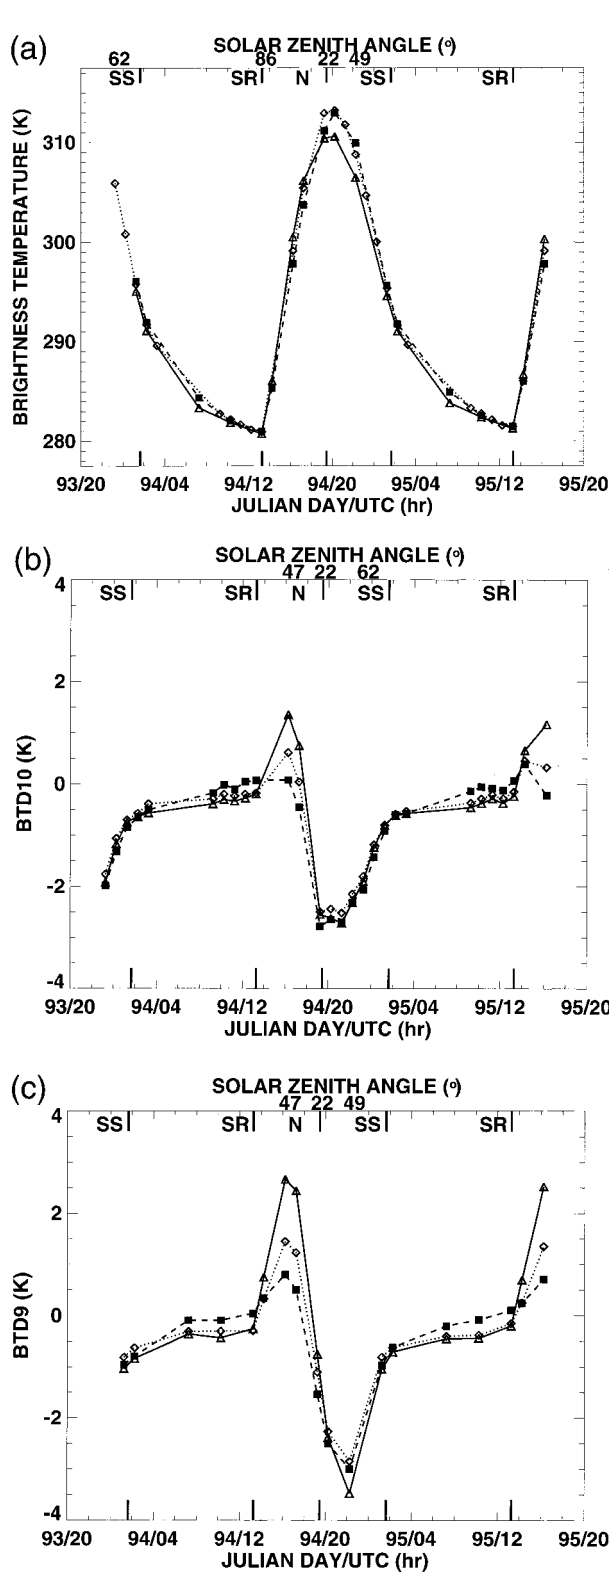 (a)
SOLAR ZENITH ANGLE (°)
62 86 22 49
SS SR N SS SR
BRIGHTNESS TEMPERATURE (K)
310
300
290
280
93/20 94/04 94/12 94/20 95/04 95/12 95/20
JULIAN DAY/UTC (hr)
(b)
SOLAR ZENITH ANGLE (°)
47 22 62
SS SR N SS SR
BTD10 (K)
4
2
0
-2
-4
93/20 94/04 94/12 94/20 95/04 95/12 95/20
JULIAN DAY/UTC (hr)
(c)
SOLAR ZENITH ANGLE (°)
47 22 49
SS SR N SS SR
BTD9 (K)
4
2
0
-2
-4
93/20 94/04 94/12 94/20 95/04 95/12 95/20
JULIAN DAY/UTC (hr)